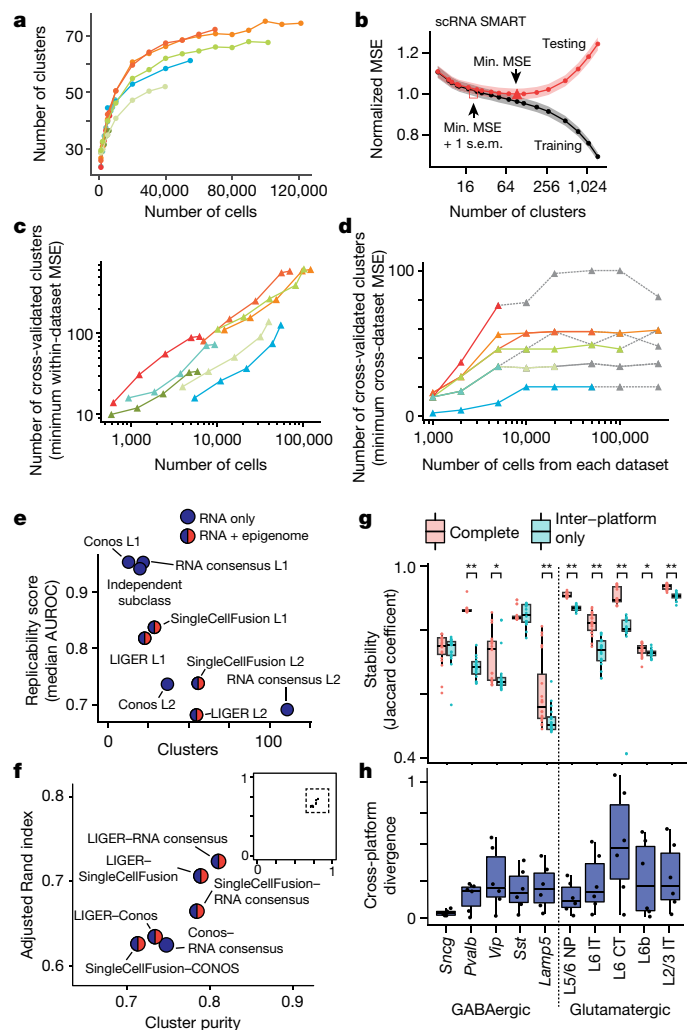 a
Number of clusters
70
50
30
0
40,000
80,000
120,000
Number of cells
b
scRNA SMART
Normalized MSE
1.2
1.0
0.8
Min. MSE
Testing
Min. MSE
+ 1 s.e.m.
Training
16
64
256
1,024
Number of clusters
c
Number of cross-validated clusters
(minimum within-dataset MSE)
100
10
1,000
10,000
100,000
Number of cells
d
Number of cross-validated clusters
(minimum cross-dataset MSE)
100
0
1,000
10,000
100,000
Number of cells from each dataset
e
RNA only
RNA + epigenome
Replicability score
(median AUROC)
0.9
0.8
0.7
Conos L1
RNA consensus L1
Independent
subclass
SingleCellFusion L1
LIGER L1
SingleCellFusion L2
RNA consensus L2
Conos L2
LIGER L2
0
50
100
Clusters
f
Adjusted Rand index
0.8
0.7
0.6
1
0
0
1
LIGER–RNA consensus
LIGER–
SingleCellFusion
SingleCellFusion–
RNA consensus
LIGER–Conos
Conos–
RNA consensus
SingleCellFusion–CONOS
0.7
0.8
0.9
Cluster purity
g
Complete
Inter–platform
only
Stability
(Jaccard coefficent)
1.0
0.4
**
*
**
**
**
**
*
**
h
Cross-platform
divergence
1
0
Sncg
Pvalb
Vip
Sst
Lamp5
L5/6 NP
L6 IT
L6 CT
L6b
L2/3 IT
GABAergic
Glutamatergic